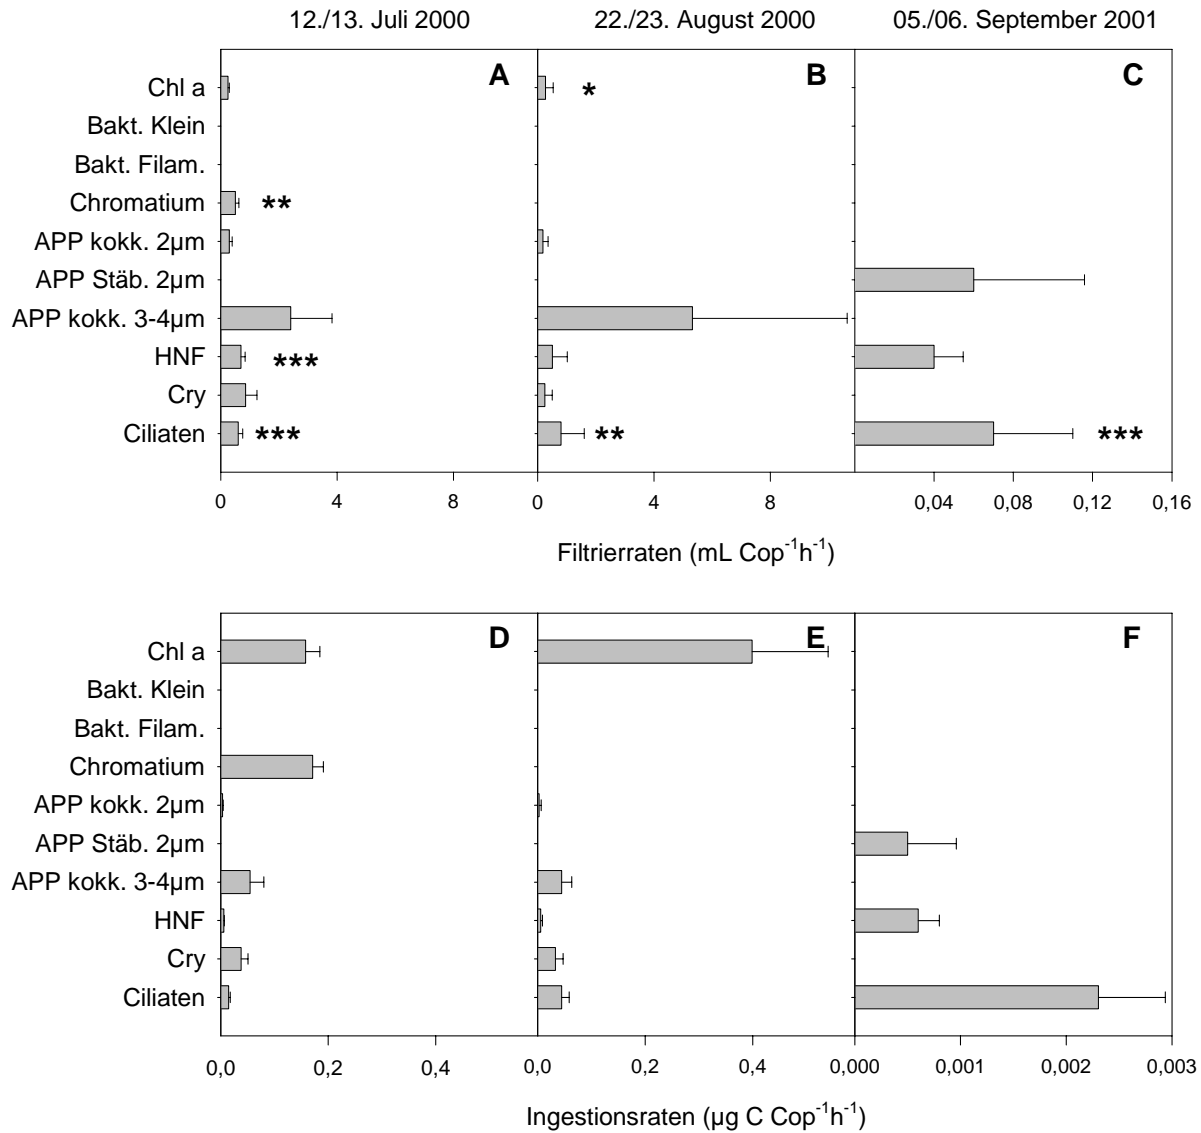 12./13. Juli 2000 22./23. August 2000 05./06. September 2001
A B C
Chl a *
Bakt. Klein
Bakt. Filam.
Chromatium **
APP kokk. 2µm
APP Stäb. 2µm
APP kokk. 3-4µm
HNF ***
Cry
Ciliaten *** ** ***
0 4 8 0 4 8 0,04 0,08 0,12 0,16
Filtrierraten (mL Cop⁻¹h⁻¹)
D E F
Chl a
Bakt. Klein
Bakt. Filam.
Chromatium
APP kokk. 2µm
APP Stäb. 2µm
APP kokk. 3-4µm
HNF
Cry
Ciliaten
0,0 0,2 0,4 0,0 0,2 0,4 0,000 0,001 0,002 0,003
Ingestionsraten (µg C Cop⁻¹h⁻¹)